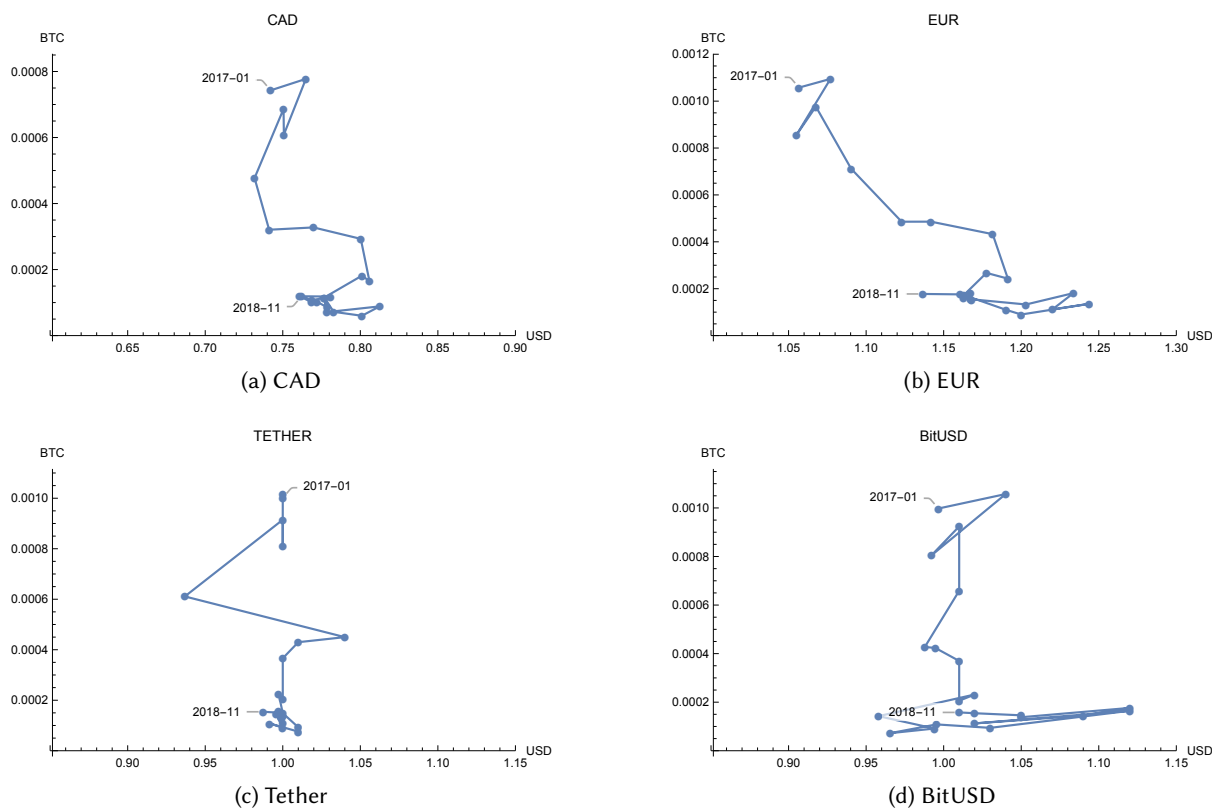 CAD
BTC
0.0008
0.0006
0.0004
0.0002
2017-01
2018-11
0.65 0.70 0.75 0.80 0.85 0.90
USD
(a) CAD
EUR
BTC
0.0012
0.0010
0.0008
0.0006
0.0004
0.0002
2017-01
2018-11
1.05 1.10 1.15 1.20 1.25 1.30
USD
(b) EUR
TETHER
BTC
0.0010
0.0008
0.0006
0.0004
0.0002
2017-01
2018-11
0.90 0.95 1.00 1.05 1.10 1.15
USD
(c) Tether
BitUSD
BTC
0.0010
0.0008
0.0006
0.0004
0.0002
2017-01
2018-11
0.90 0.95 1.00 1.05 1.10 1.15
USD
(d) BitUSD